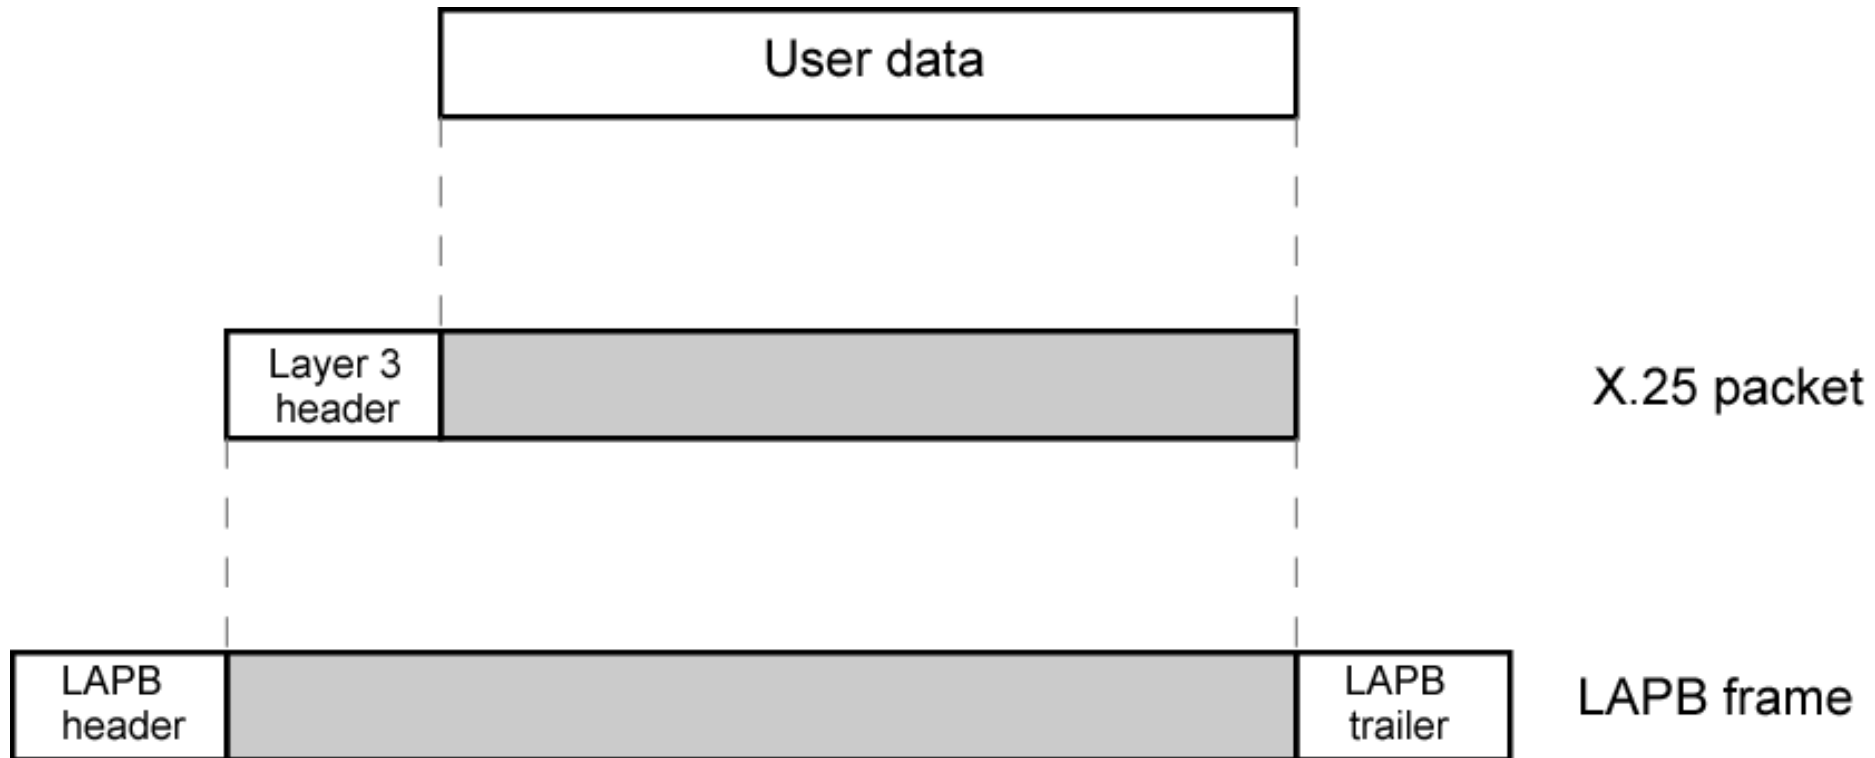 User data
Layer 3
header
X.25 packet
LAPB
header
LAPB
trailer
LAPB frame